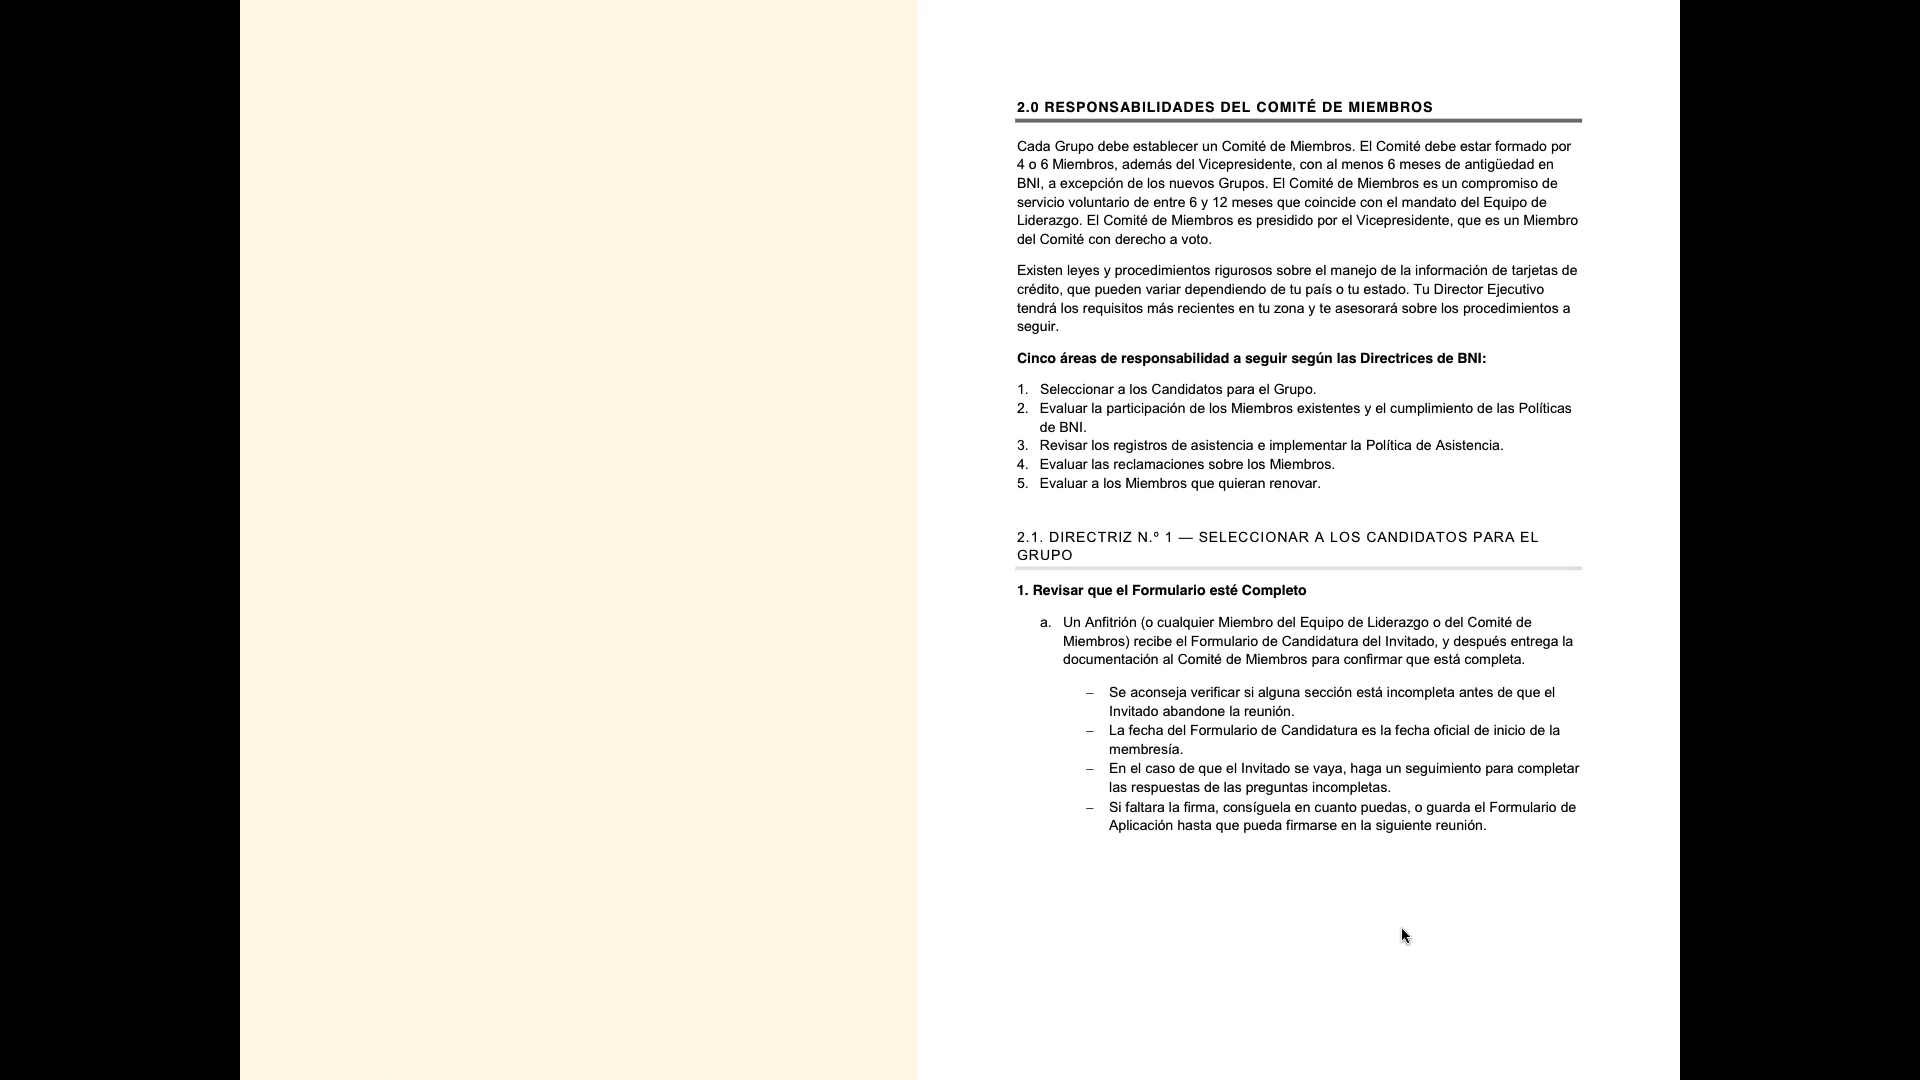 2.0 RESPONSABILIDADES DEL COMITÉ DE MIEMBROS
Cada Grupo debe establecer un Comité de Miembros. El Comité debe estar formado por
4 o 6 Miembros, además del Vicepresidente, con al menos 6 meses de antigüedad en
BNI, a excepción de los nuevos Grupos. El Comité de Miembros es un compromiso de
servicio voluntario de entre 6 y 12 meses que coincide con el mandato del Equipo de
Liderazgo. El Comité de Miembros es presidido por el Vicepresidente, que es un Miembro
del Comité con derecho a voto.
Existen leyes y procedimientos rigurosos sobre el manejo de la información de tarjetas de
crédito, que pueden variar dependiendo de tu país o tu estado. Tu Director Ejecutivo
tendrá los requisitos más recientes en tu zona y te asesorará sobre los procedimientos a
seguir.
Cinco áreas de responsabilidad a seguir según las Directrices de BNI:
1. Seleccionar a los Candidatos para el Grupo.
2. Evaluar la participación de los Miembros existentes y el cumplimiento de las Políticas
de BNI.
3. Revisar los registros de asistencia e implementar la Política de Asistencia.
4. Evaluar las reclamaciones sobre los Miembros.
5. Evaluar a los Miembros que quieran renovar.
2.1. DIRECTRIZ N.º 1 — SELECCIONAR A LOS CANDIDATOS PARA EL
GRUPO
1. Revisar que el Formulario esté Completo
a. Un Anfitrión (o cualquier Miembro del Equipo de Liderazgo o del Comité de
Miembros) recibe el Formulario de Candidatura del Invitado, y después entrega la
documentación al Comité de Miembros para confirmar que está completa.
– Se aconseja verificar si alguna sección está incompleta antes de que el
Invitado abandone la reunión.
– La fecha del Formulario de Candidatura es la fecha oficial de inicio de la
membresía.
– En el caso de que el Invitado se vaya, haga un seguimiento para completar
las respuestas de las preguntas incompletas.
– Si faltara la firma, consíguela en cuanto puedas, o guarda el Formulario de
Aplicación hasta que pueda firmarse en la siguiente reunión.